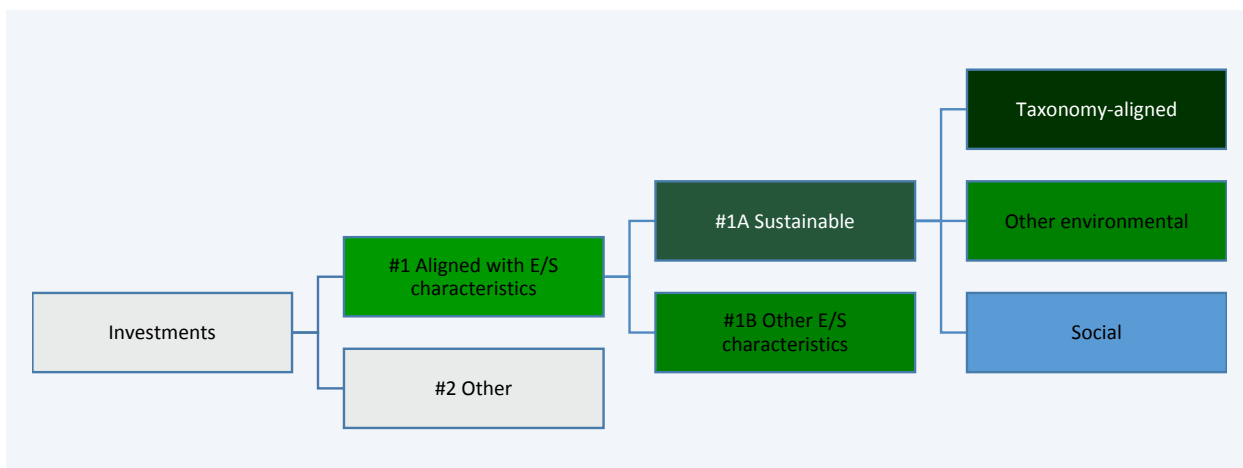 Investments
#1 Aligned with E/S
characteristics
#2 Other
#1A Sustainable
#1B Other E/S
characteristics
Taxonomy-aligned
Other environmental
Social